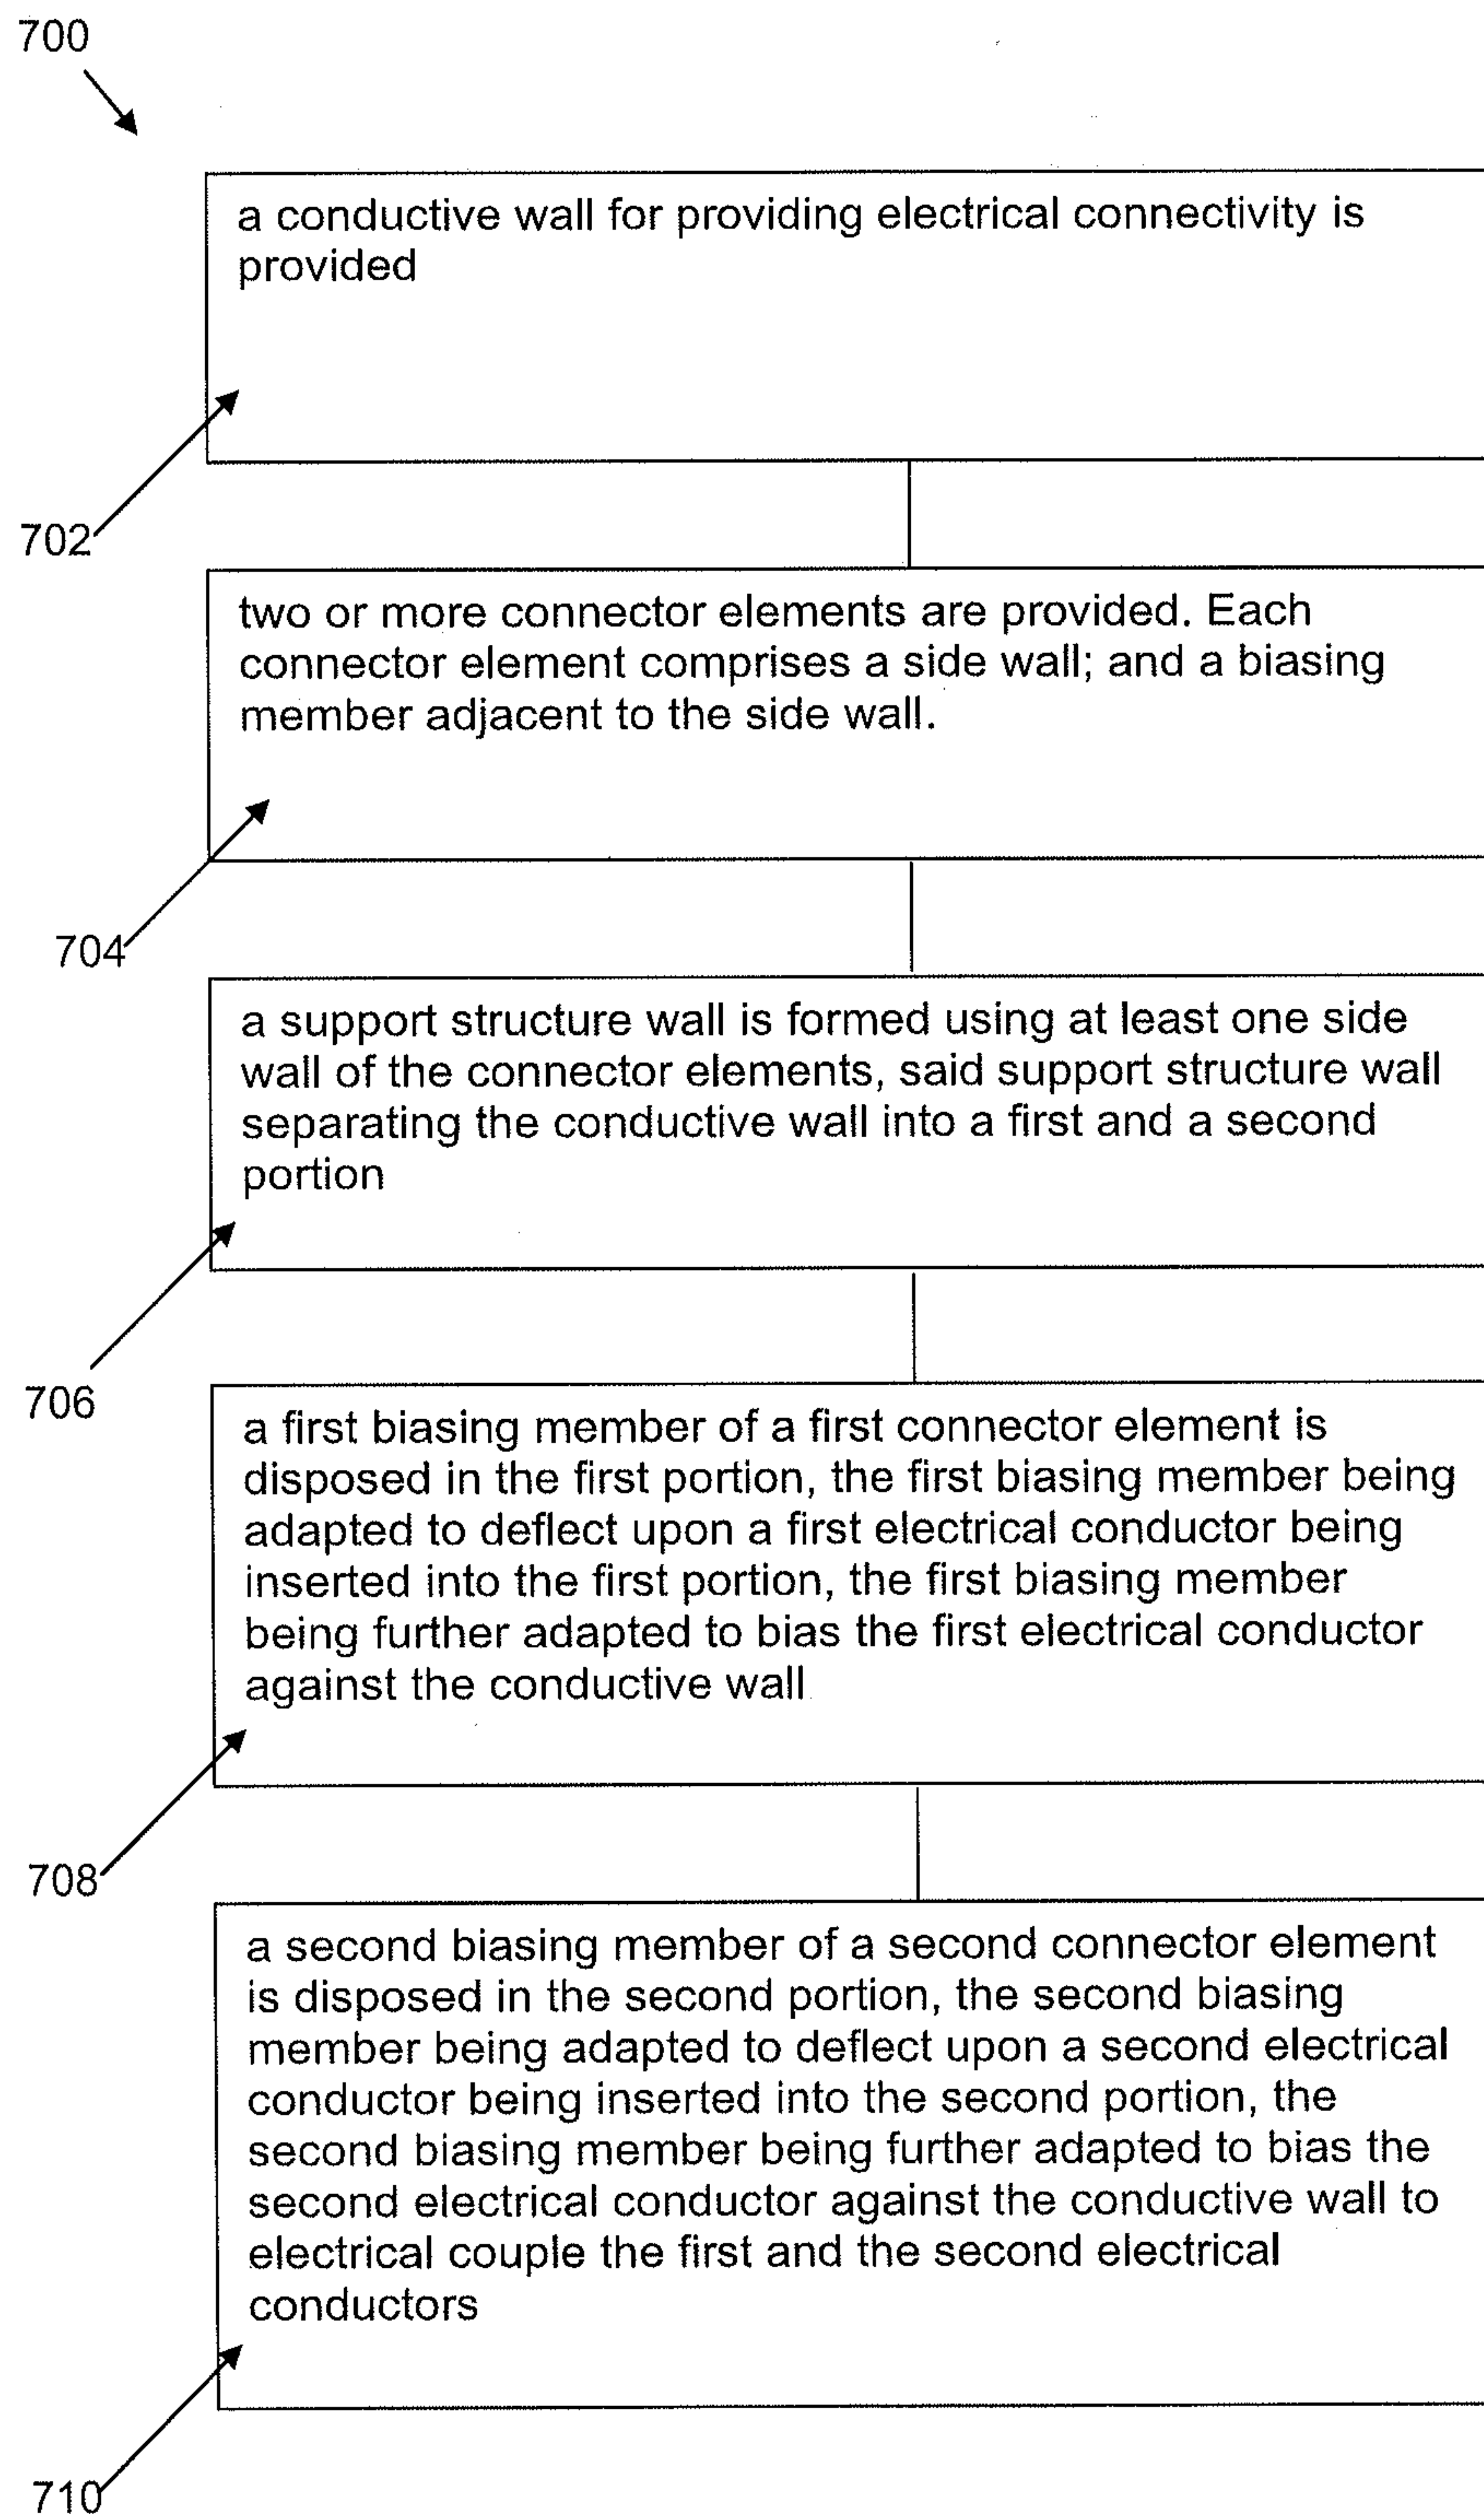 700
a conductive wall for providing electrical connectivity is
provided
702
two or more connector elements are provided. Each
connector element comprises a side wall; and a biasing
member adjacent to the side wall.
704
a support structure wall is formed using at least one side
wall of the connector elements, said support structure wall
separating the conductive wall into a first and a second
portion
706
a first biasing member of a first connector element is
disposed in the first portion, the first biasing member being
adapted to deflect upon a first electrical conductor being
inserted into the first portion, the first biasing member
being further adapted to bias the first electrical conductor
against the conductive wall
708
a second biasing member of a second connector element
is disposed in the second portion, the second biasing
member being adapted to deflect upon a second electrical
conductor being inserted into the second portion, the
second biasing member being further adapted to bias the
second electrical conductor against the conductive wall to
electrical couple the first and the second electrical
conductors
710